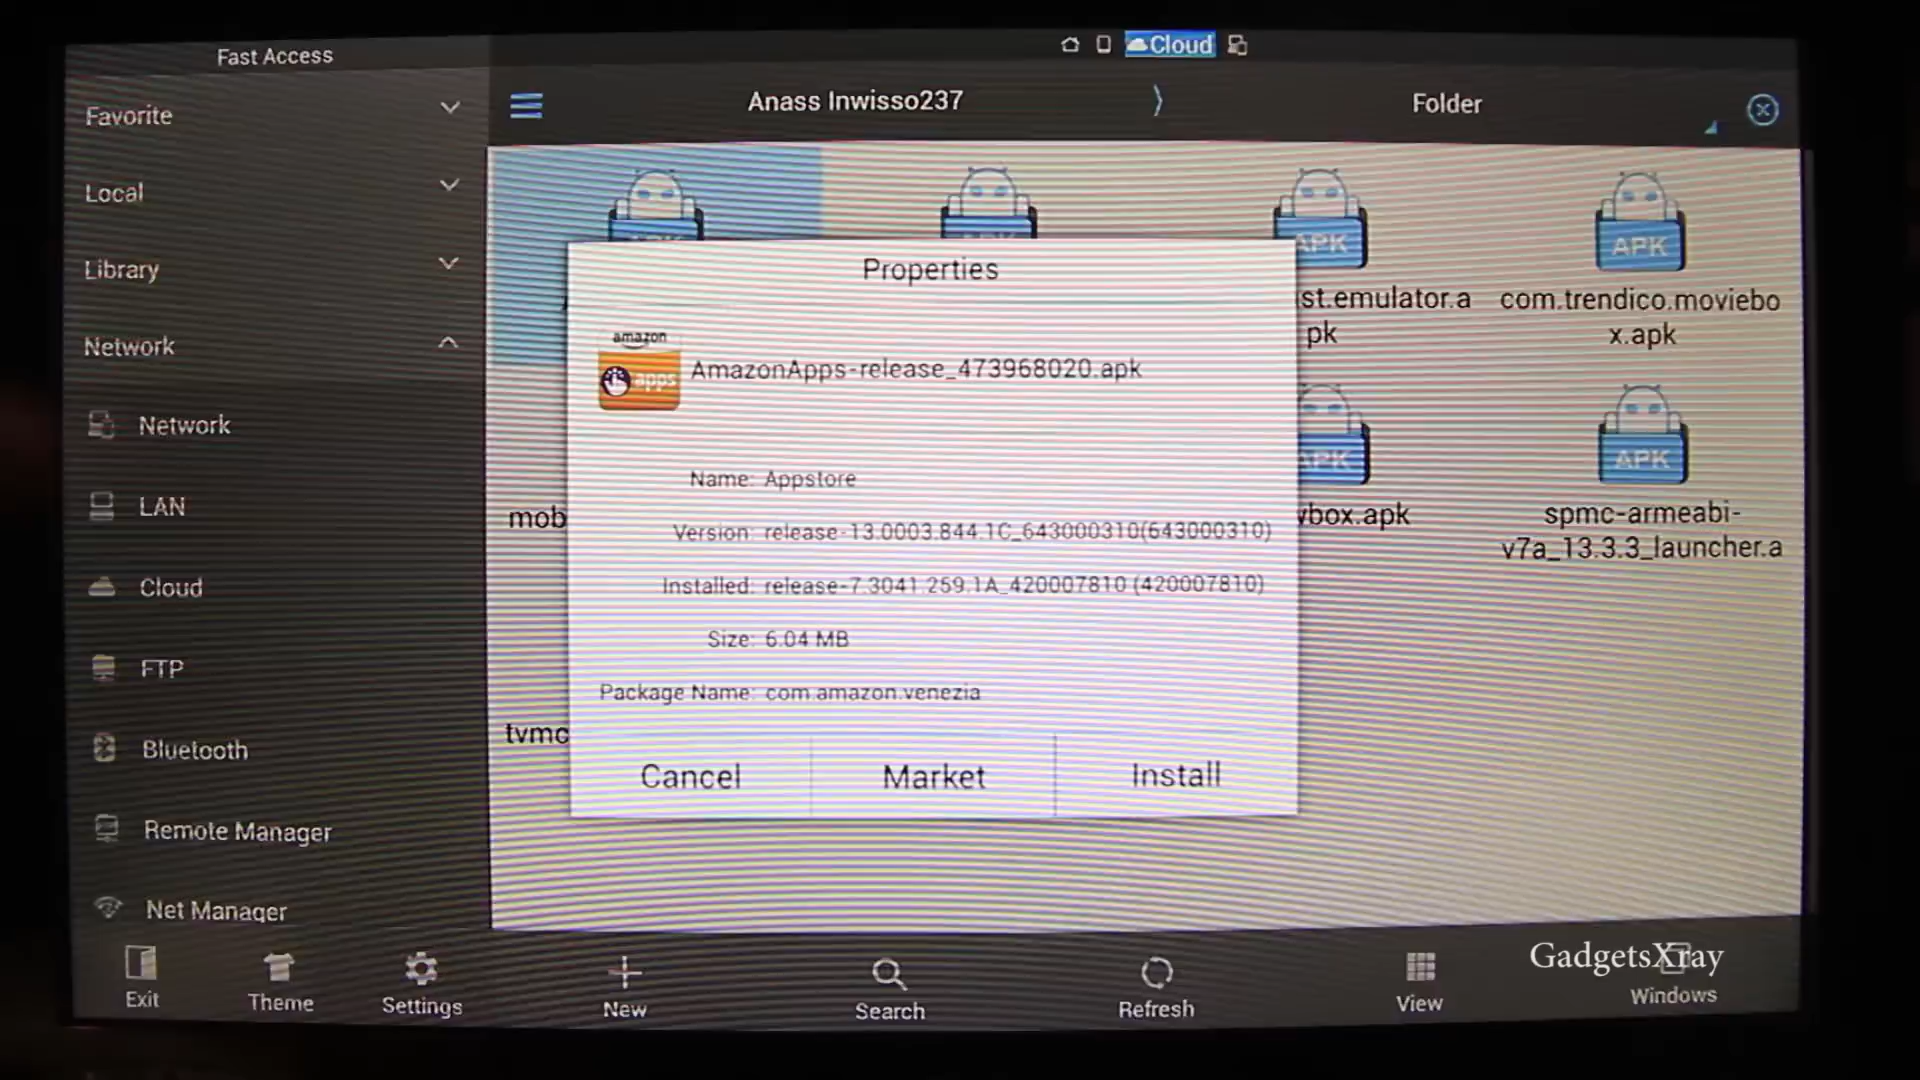 Fast Access
Cloud
Favorite
Local
Library
Network
Network
LAN
Cloud
FTP
Bluetooth
Remote Manager
Net Manager
Anass Inwisso237
Folder
APK
APK
st.emulator.a
pk
com.trendico.moviebo
x.apk
mob
APK
APK
vbox.apk
spmc-armeabi-
v7a_13.3.3_launcher.a
tvmc
Properties
amazon
apps
AmazonApps-release_473968020.apk
Name: Appstore
Version: release-13.0003.844.1C_643000310(643000310)
Installed: release-7.3041.259.1A_420007810 (420007810)
Size: 6.04 MB
Package Name: com.amazon.venezia
Cancel
Market
Install
Exit
Theme
Settings
New
Search
Refresh
View
Windows
GadgetsXray